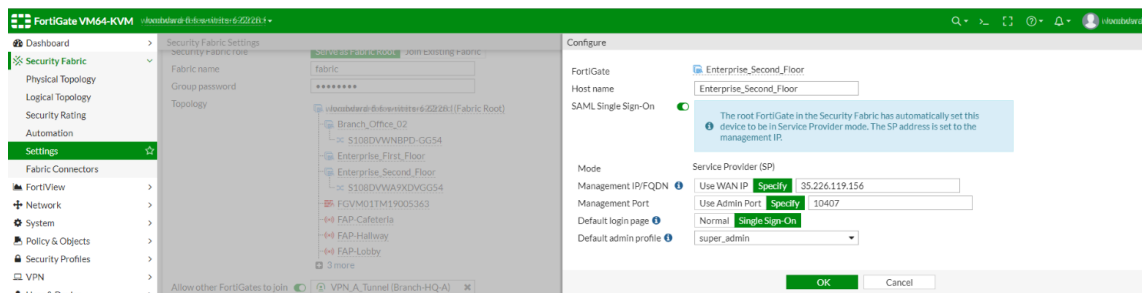 FortiGate VM64-KVM
Dashboard
Security Fabric
Physical Topology
Logical Topology
Security Rating
Automation
Settings
Fabric Connectors
FortiView
Network
System
Policy & Objects
Security Profiles
VPN
Security Fabric Settings
Security Fabric role Serve as Fabric Root Join Existing Fabric
Fabric name fabric
Group password ••••••••
Topology
(Fabric Root)
Branch_Office_02
S108DVWNBPD-GG54
Enterprise_First_Floor
Enterprise_Second_Floor
S108DVWA9XDVGG54
FGVM01TM19005363
FAP-Cafeteria
FAP-Hallway
FAP-Lobby
3 more
Allow other FortiGates to join VPN_A_Tunnel (Branch-HQ-A)
Configure
FortiGate Enterprise_Second_Floor
Host name Enterprise_Second_Floor
SAML Single Sign-On
The root FortiGate in the Security Fabric has automatically set this
device to be in Service Provider mode. The SP address is set to the
management IP.
Mode Service Provider (SP)
Management IP/FQDN Use WAN IP Specify 35.226.119.156
Management Port Use Admin Port Specify 10407
Default login page Normal Single Sign-On
Default admin profile super_admin
OK Cancel